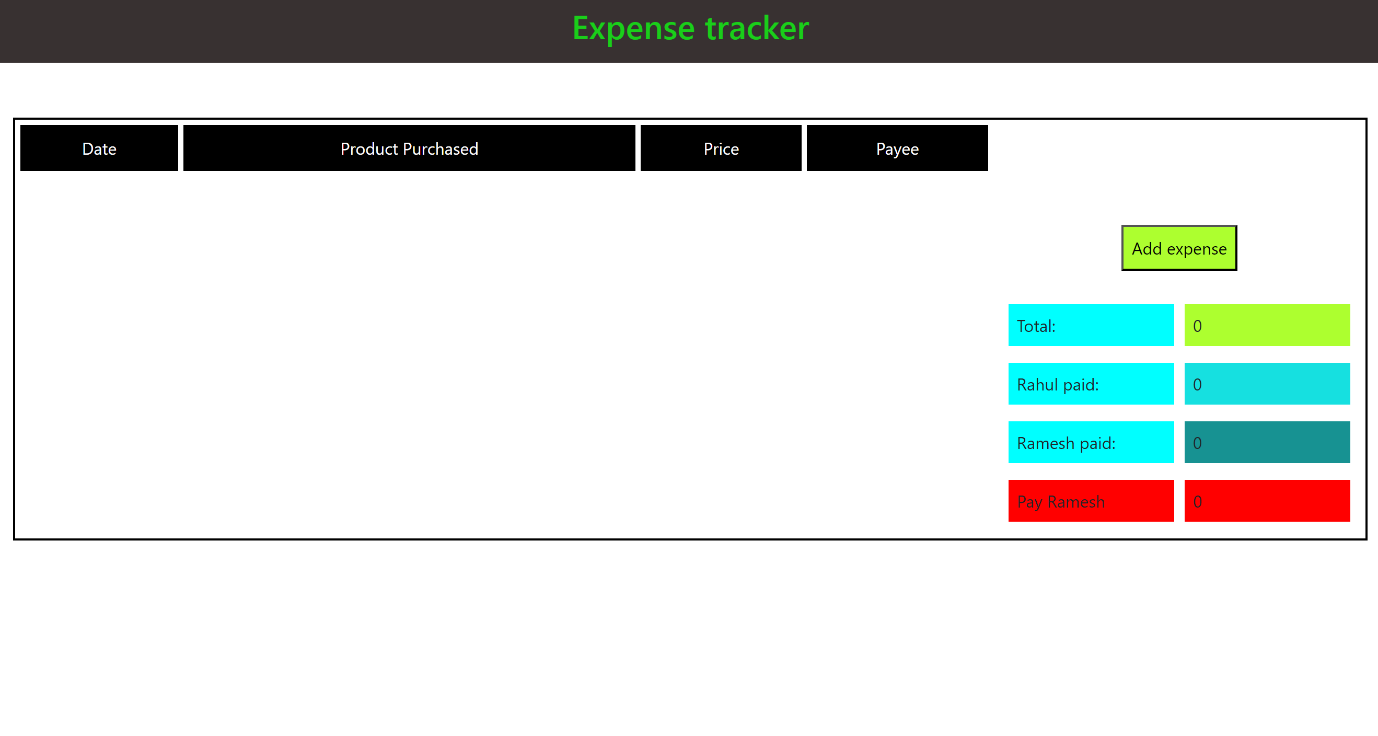 Expense tracker
Date Product Purchased Price Payee
Add expense
Total: 0
Rahul paid: 0
Ramesh paid: 0
Pay Ramesh 0